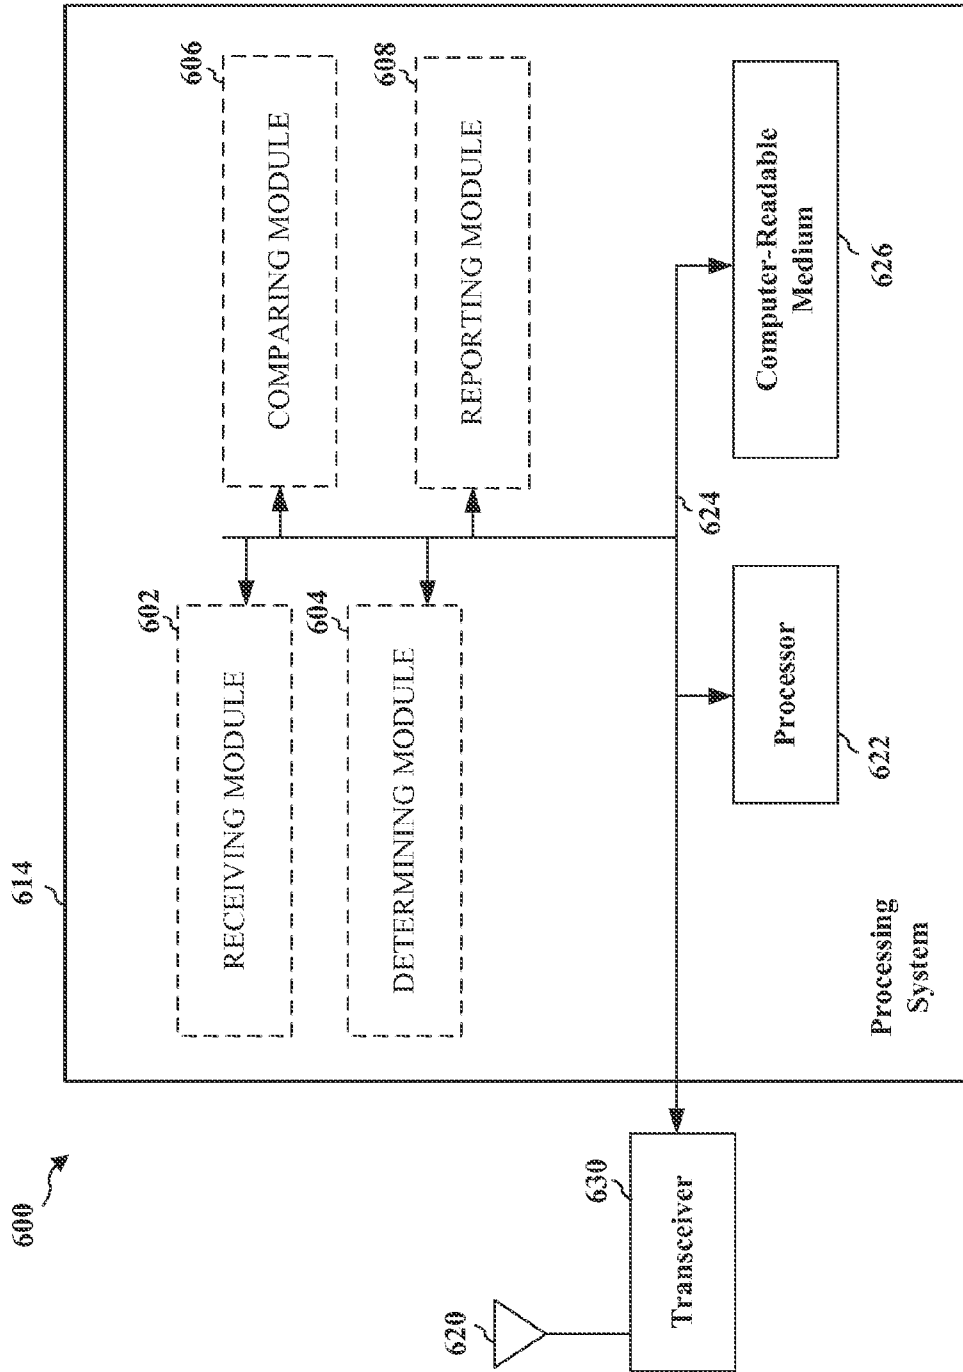 600
614
602
RECEIVING MODULE
606
COMPARING MODULE
604
DETERMINING MODULE
608
REPORTING MODULE
620
630
Transceiver
624
Processor
622
Computer-Readable
Medium
626
Processing
System